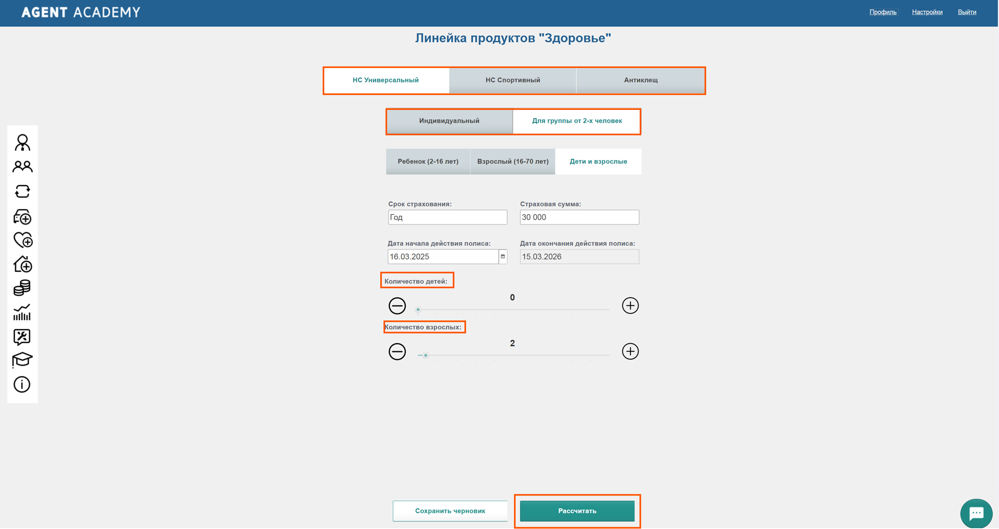 AGENT ACADEMY
Профиль Настройки Выйти
Линейка продуктов "Здоровье"
НС Универсальный НС Спортивный Антиклещ
Индивидуальный Для группы от 2-х человек
Ребенок (2-16 лет) Взрослый (16-70 лет) Дети и взрослые
Срок страхования: Страховая сумма:
Год 30 000
Дата начала действия полиса: Дата окончания действия полиса:
16.03.2025 15.03.2026
Количество детей:
0
Количество взрослых:
2
Сохранить черновик Рассчитать